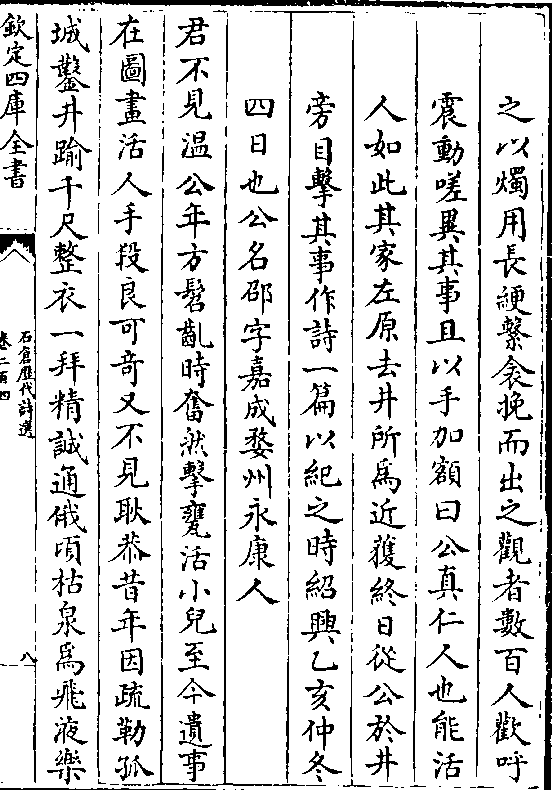 之以燭用長綆繫衾挽而出之觀者數百人歡呼
震動嗟異其事且以手加額曰公真仁人也能活
人如此其家左原去井所為近獲終日從公於井
旁目擊其事作詩一篇以紀之時紹興乙亥仲冬
四日也公名邵字嘉成婺州永康人
君不見温公年方髫齓時奮然擊甕活小兒至今遺事
在圖畫活人手段良可竒又不見耿恭昔年因疏勒孤
城鑿井踰千尺整衣一拜精誠通俄頃枯泉為飛液樂
欽定四庫全書
石倉歷代詩選
卷二百四
八